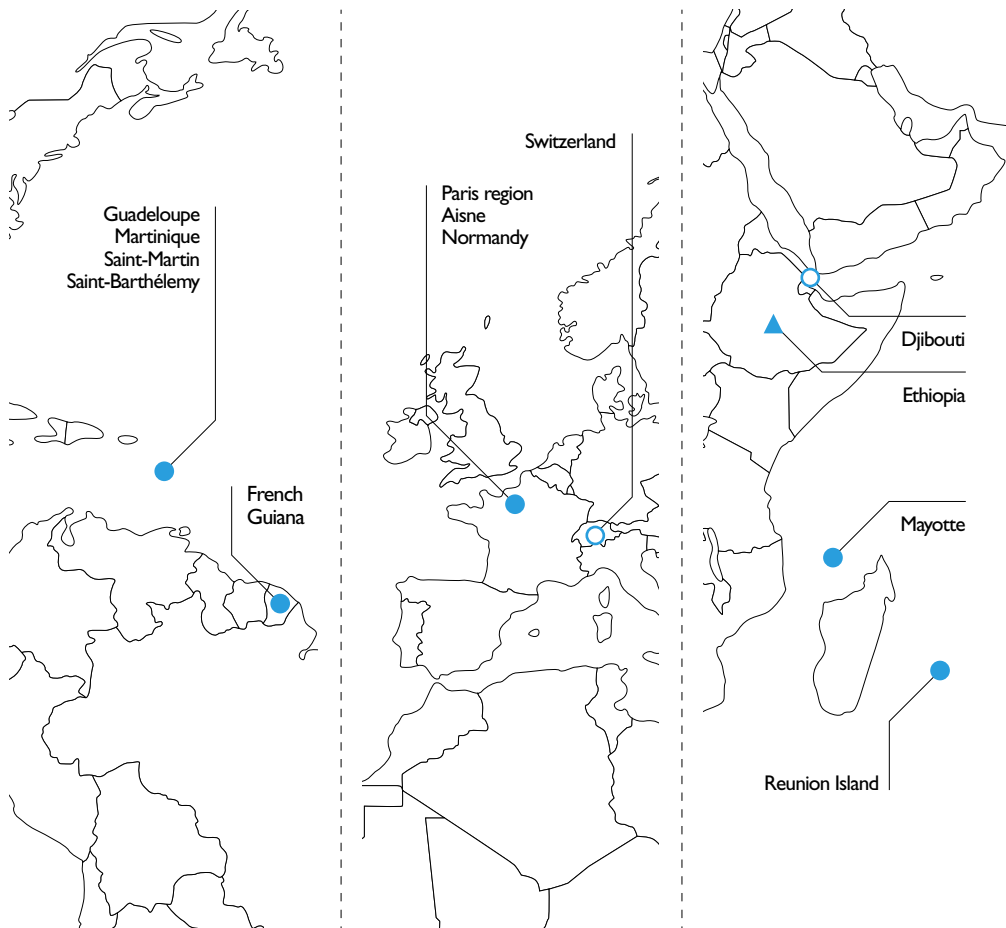 Guadeloupe
Martinique
Saint-Martin
Saint-Barthélemy
French
Guiana
Switzerland
Paris region
Aisne
Normandy
Djibouti
Ethiopia
Mayotte
Reunion Island